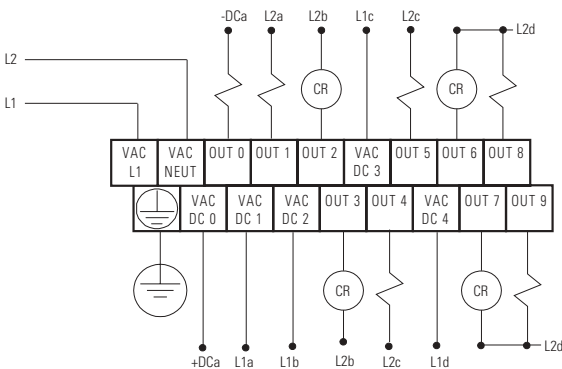 -DCa L2a L2b L1c L2c L2d
L2
CR CR
L1
VAC L1 VAC NEUT OUT 0 OUT 1 OUT 2 VAC DC 3 OUT 5 OUT 6 OUT 8
VAC DC 0 VAC DC 1 VAC DC 2 OUT 3 OUT 4 VAC DC 4 OUT 7 OUT 9
CR CR
+DCa L1a L1b L2b L2c L1d L2d